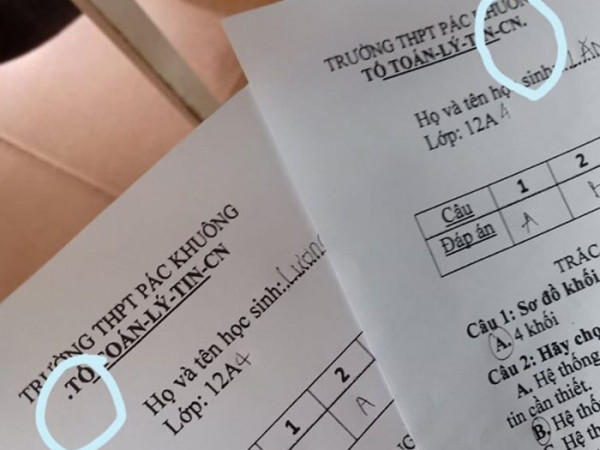 TRƯỜNG THPT PÁC KHUÔNG
.TỔ TOÁN-LÝ-TIN-CN
Họ và tên học sinh: Lương
Lớp: 12A4
1 2
A
TRƯỜNG THPT PÁC KHUÔNG
TỔ TOÁN-LÝ-TIN-CN.
Họ và tên học sinh:
Lớp: 12A4
Câu 1 2
Đáp án A
TRẮC
Câu 1: Sơ đồ khối
A. 4 khối
Câu 2: Hãy chọ
A. Hệ thống
tin cần thiết.
B. Hệ thố
C. Hệ th